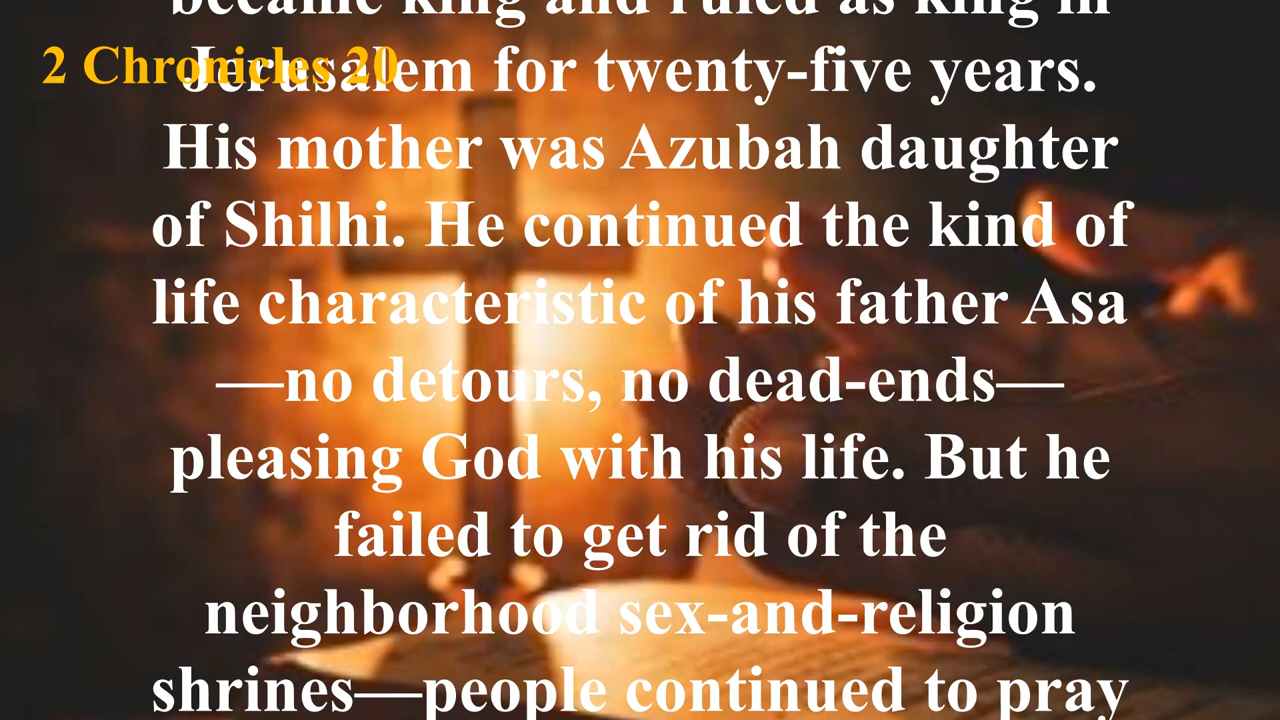 became king and ruled as king in
2 Chronicles 20
Jerusalem for twenty-five years.
His mother was Azubah daughter
of Shilhi. He continued the kind of
life characteristic of his father Asa
—no detours, no dead-ends—
pleasing God with his life. But he
failed to get rid of the
neighborhood sex-and-religion
shrines—people continued to pray